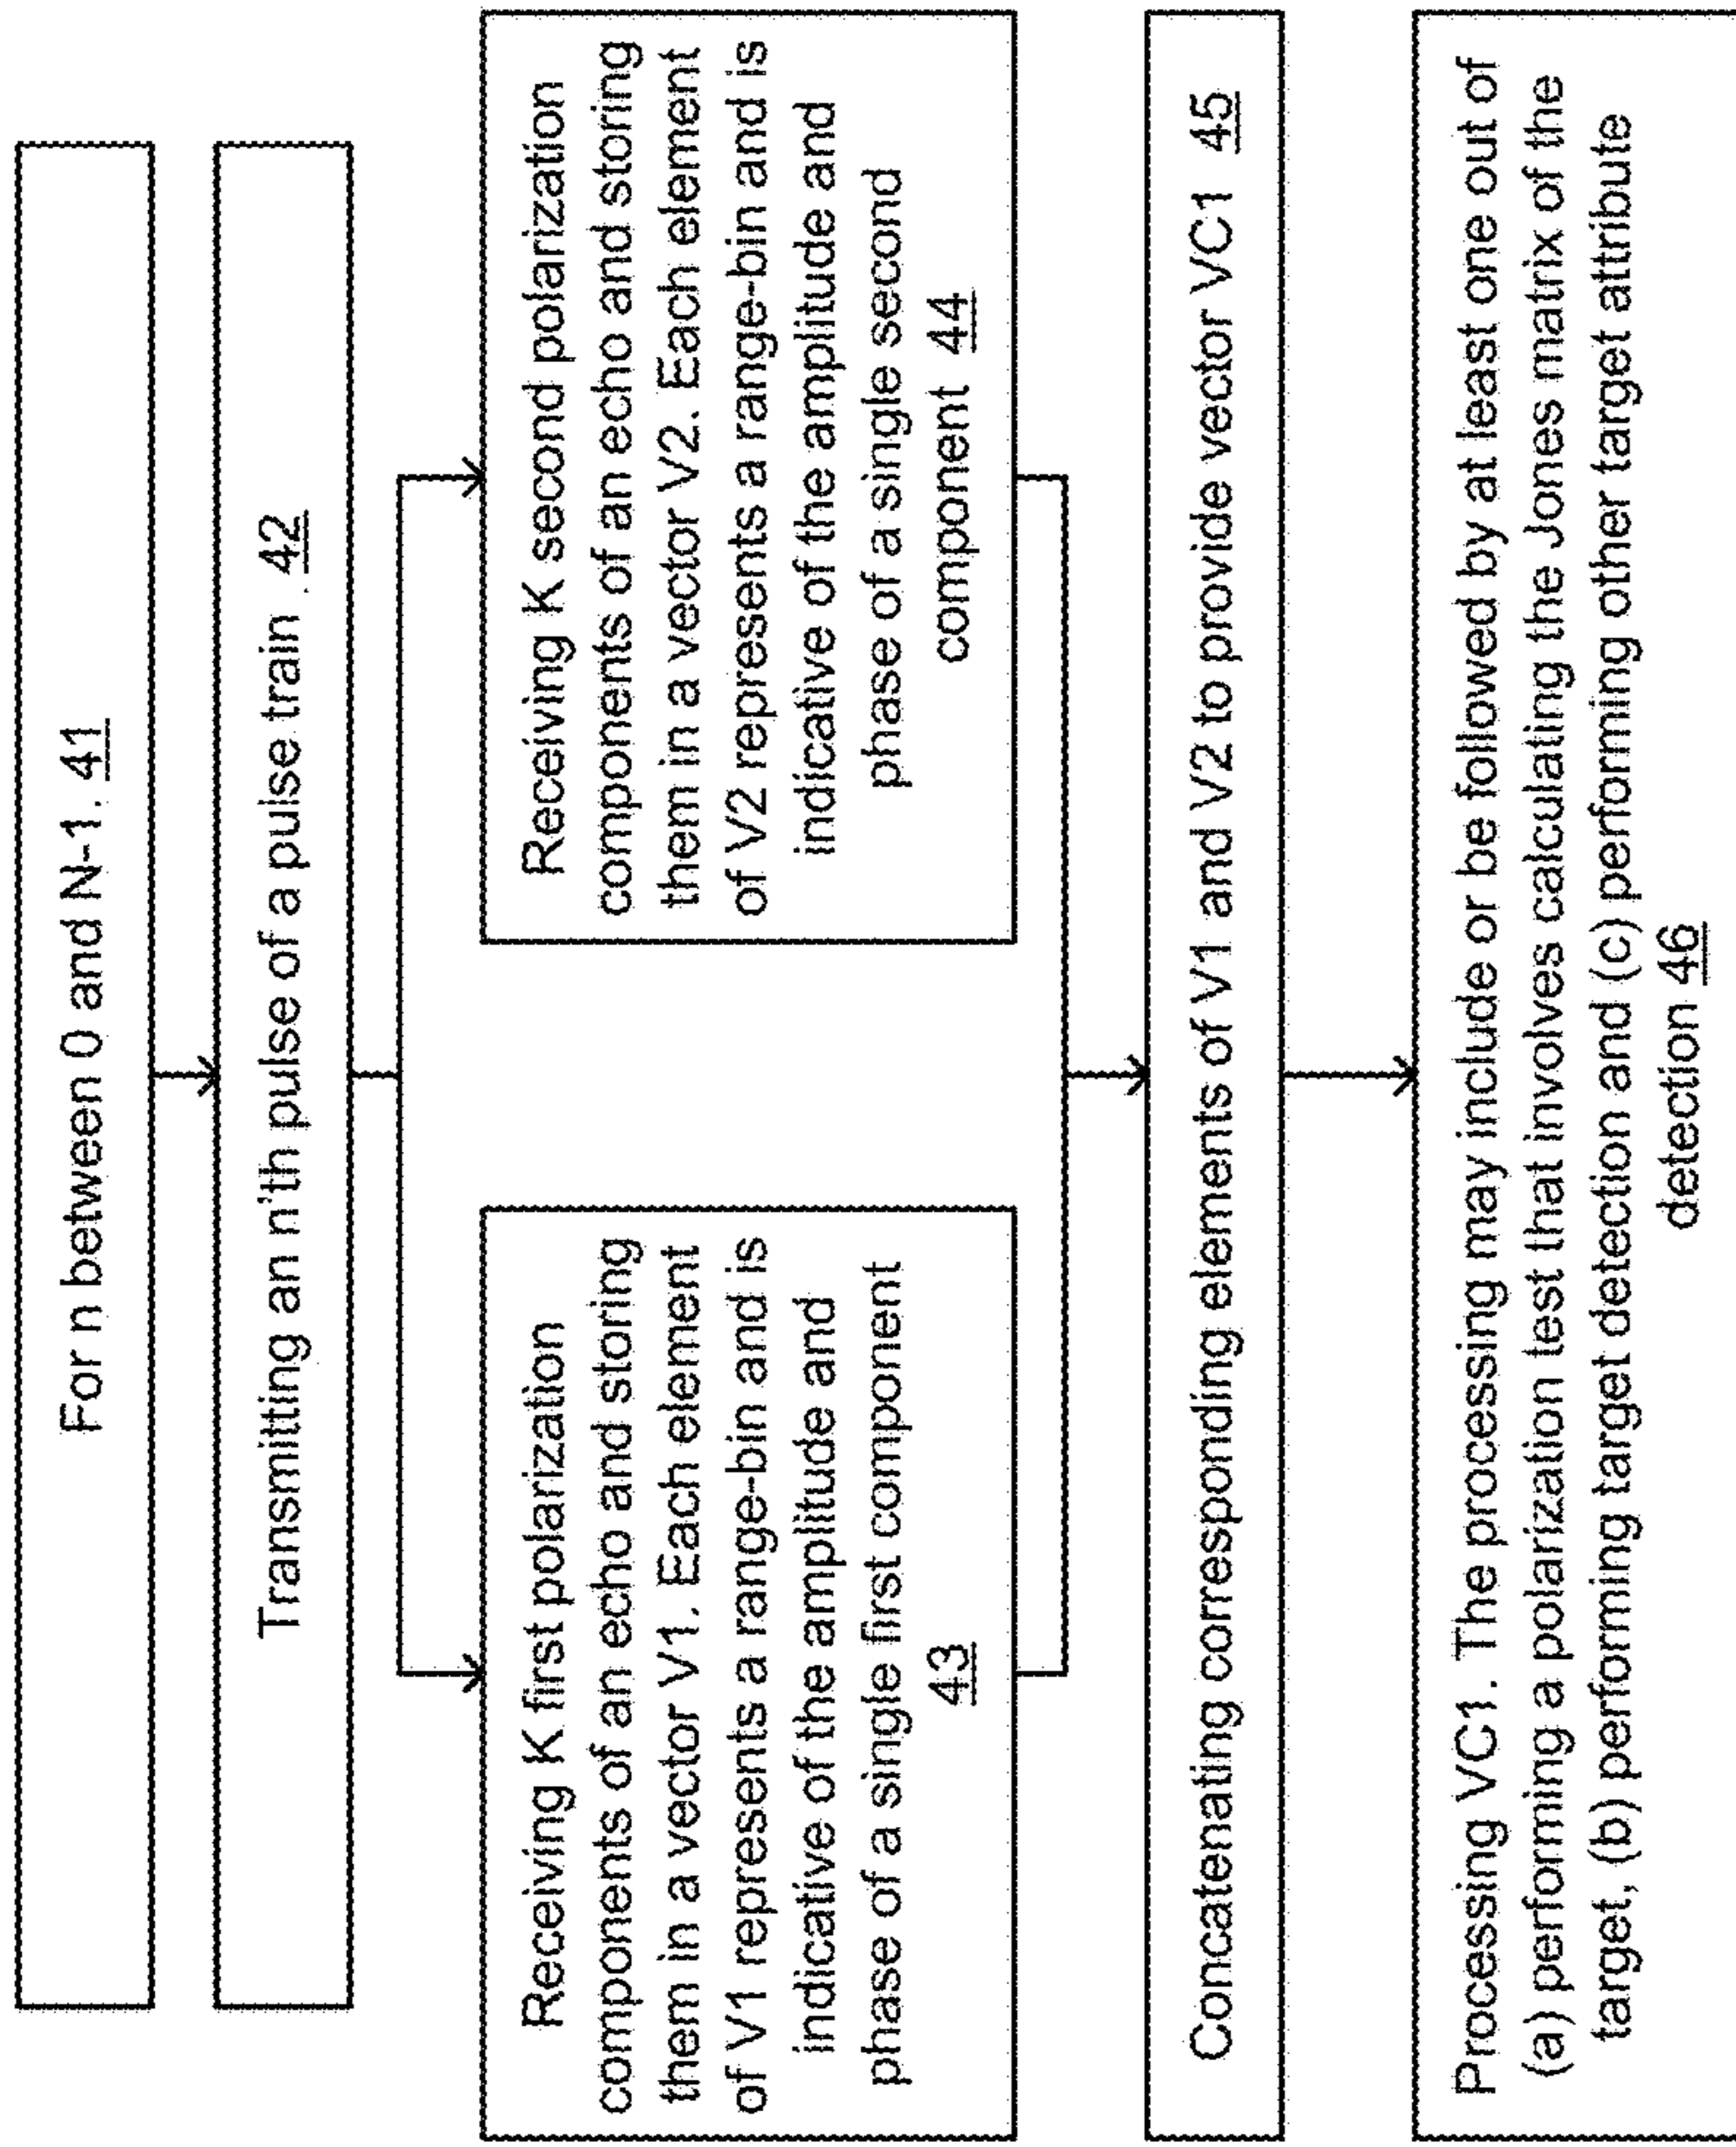 For n between 0 and N-1. 41
Transmitting an n'th pulse of a pulse train . 42
Receiving K first polarization
components of an echo and storing
them in a vector V1. Each element
of V1 represents a range-bin and is
indicative of the amplitude and
phase of a single first component
43
Receiving K second polarization
components of an echo and storing
them in a vector V2. Each element
of V2 represents a range-bin and is
indicative of the amplitude and
phase of a single second
component 44
Concatenating corresponding elements of V1 and V2 to provide vector VC1 45
Processing VC1. The processing may include or be followed by at least one out of
(a) performing a polarization test that involves calculating the Jones matrix of the
target, (b) performing target detection and (c) performing other target attribute
detection 46